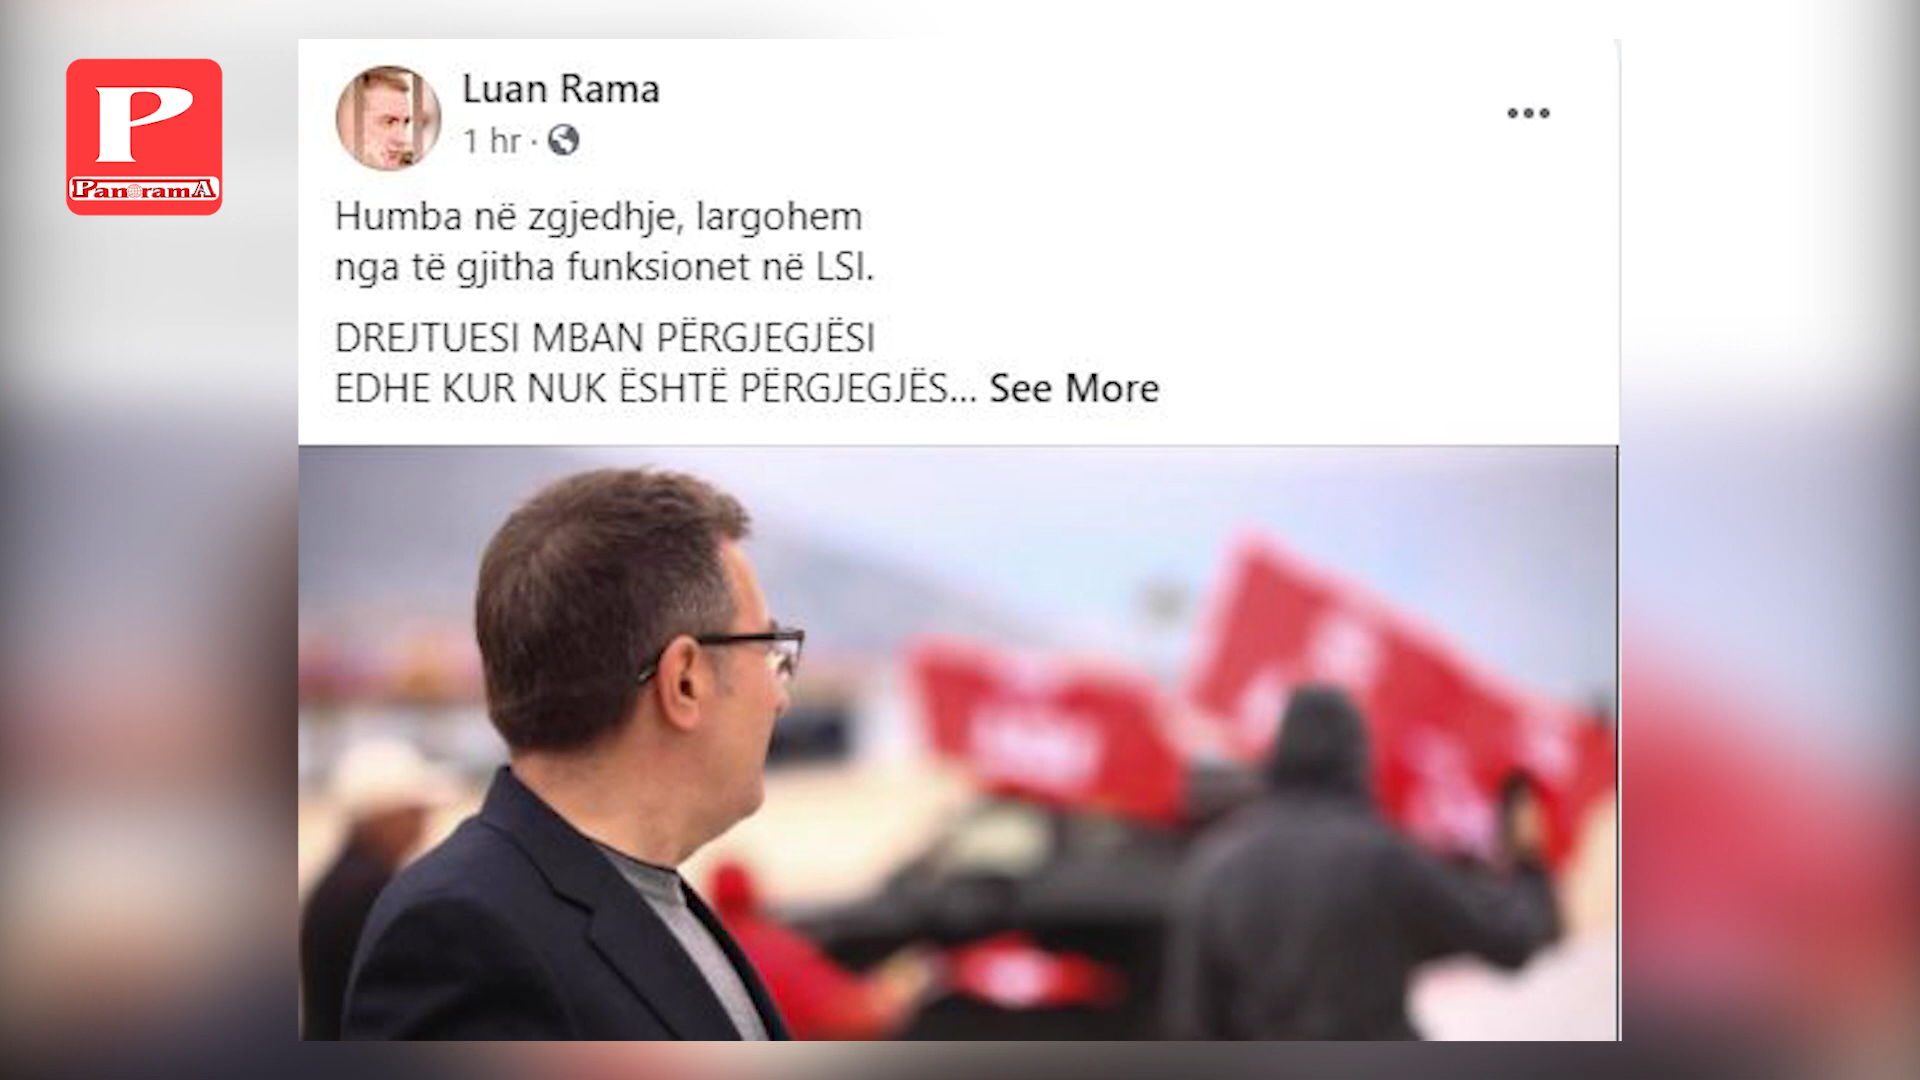 P
PanoramA
Luan Rama
1 hr ·
Humba në zgjedhje, largohem
nga të gjitha funksionet në LSI.
DREJTUESI MBAN PËRGJEGJËSI
EDHE KUR NUK ËSHTË PËRGJEGJËS... See More